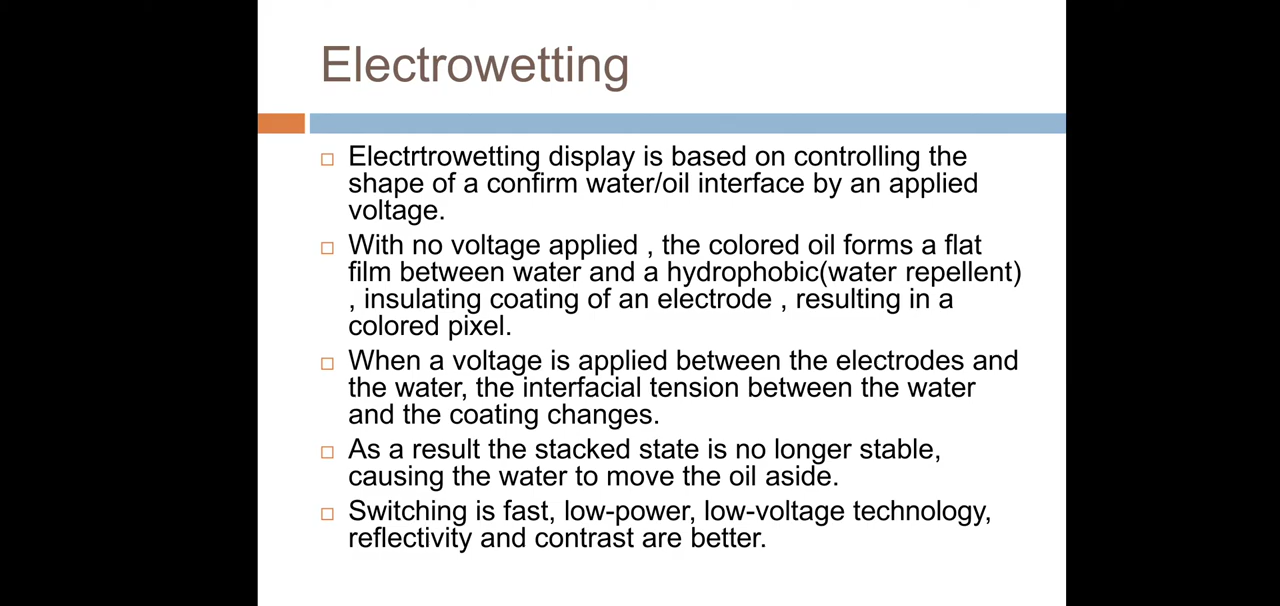 Electrowetting
Electrtrowetting display is based on controlling the
shape of a confirm water/oil interface by an applied
voltage.
With no voltage applied , the colored oil forms a flat
film between water and a hydrophobic(water repellent)
, insulating coating of an electrode , resulting in a
colored pixel.
When a voltage is applied between the electrodes and
the water, the interfacial tension between the water
and the coating changes.
As a result the stacked state is no longer stable,
causing the water to move the oil aside.
Switching is fast, low-power, low-voltage technology,
reflectivity and contrast are better.